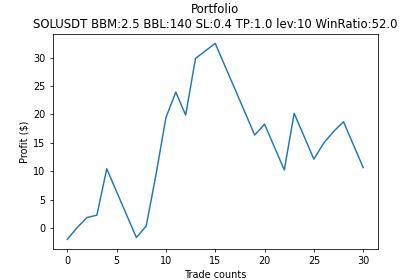 Portfolio
SOLUSDT BBM:2.5 BBL:140 SL:0.4 TP:1.0 lev:10 WinRatio:52.0
Profit ($)
30
25
20
15
10
5
0
0 5 10 15 20 25 30
Trade counts